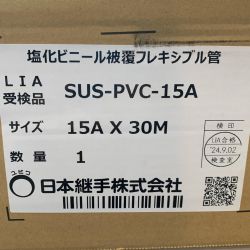 塩化ビニール被覆フレキシブル管
LIA
受検品
SUS-PVC-15A
サイズ 15A X 30M
数量 1
検印
LIA合格
'24.9.02
検査室
日本継手株式会社